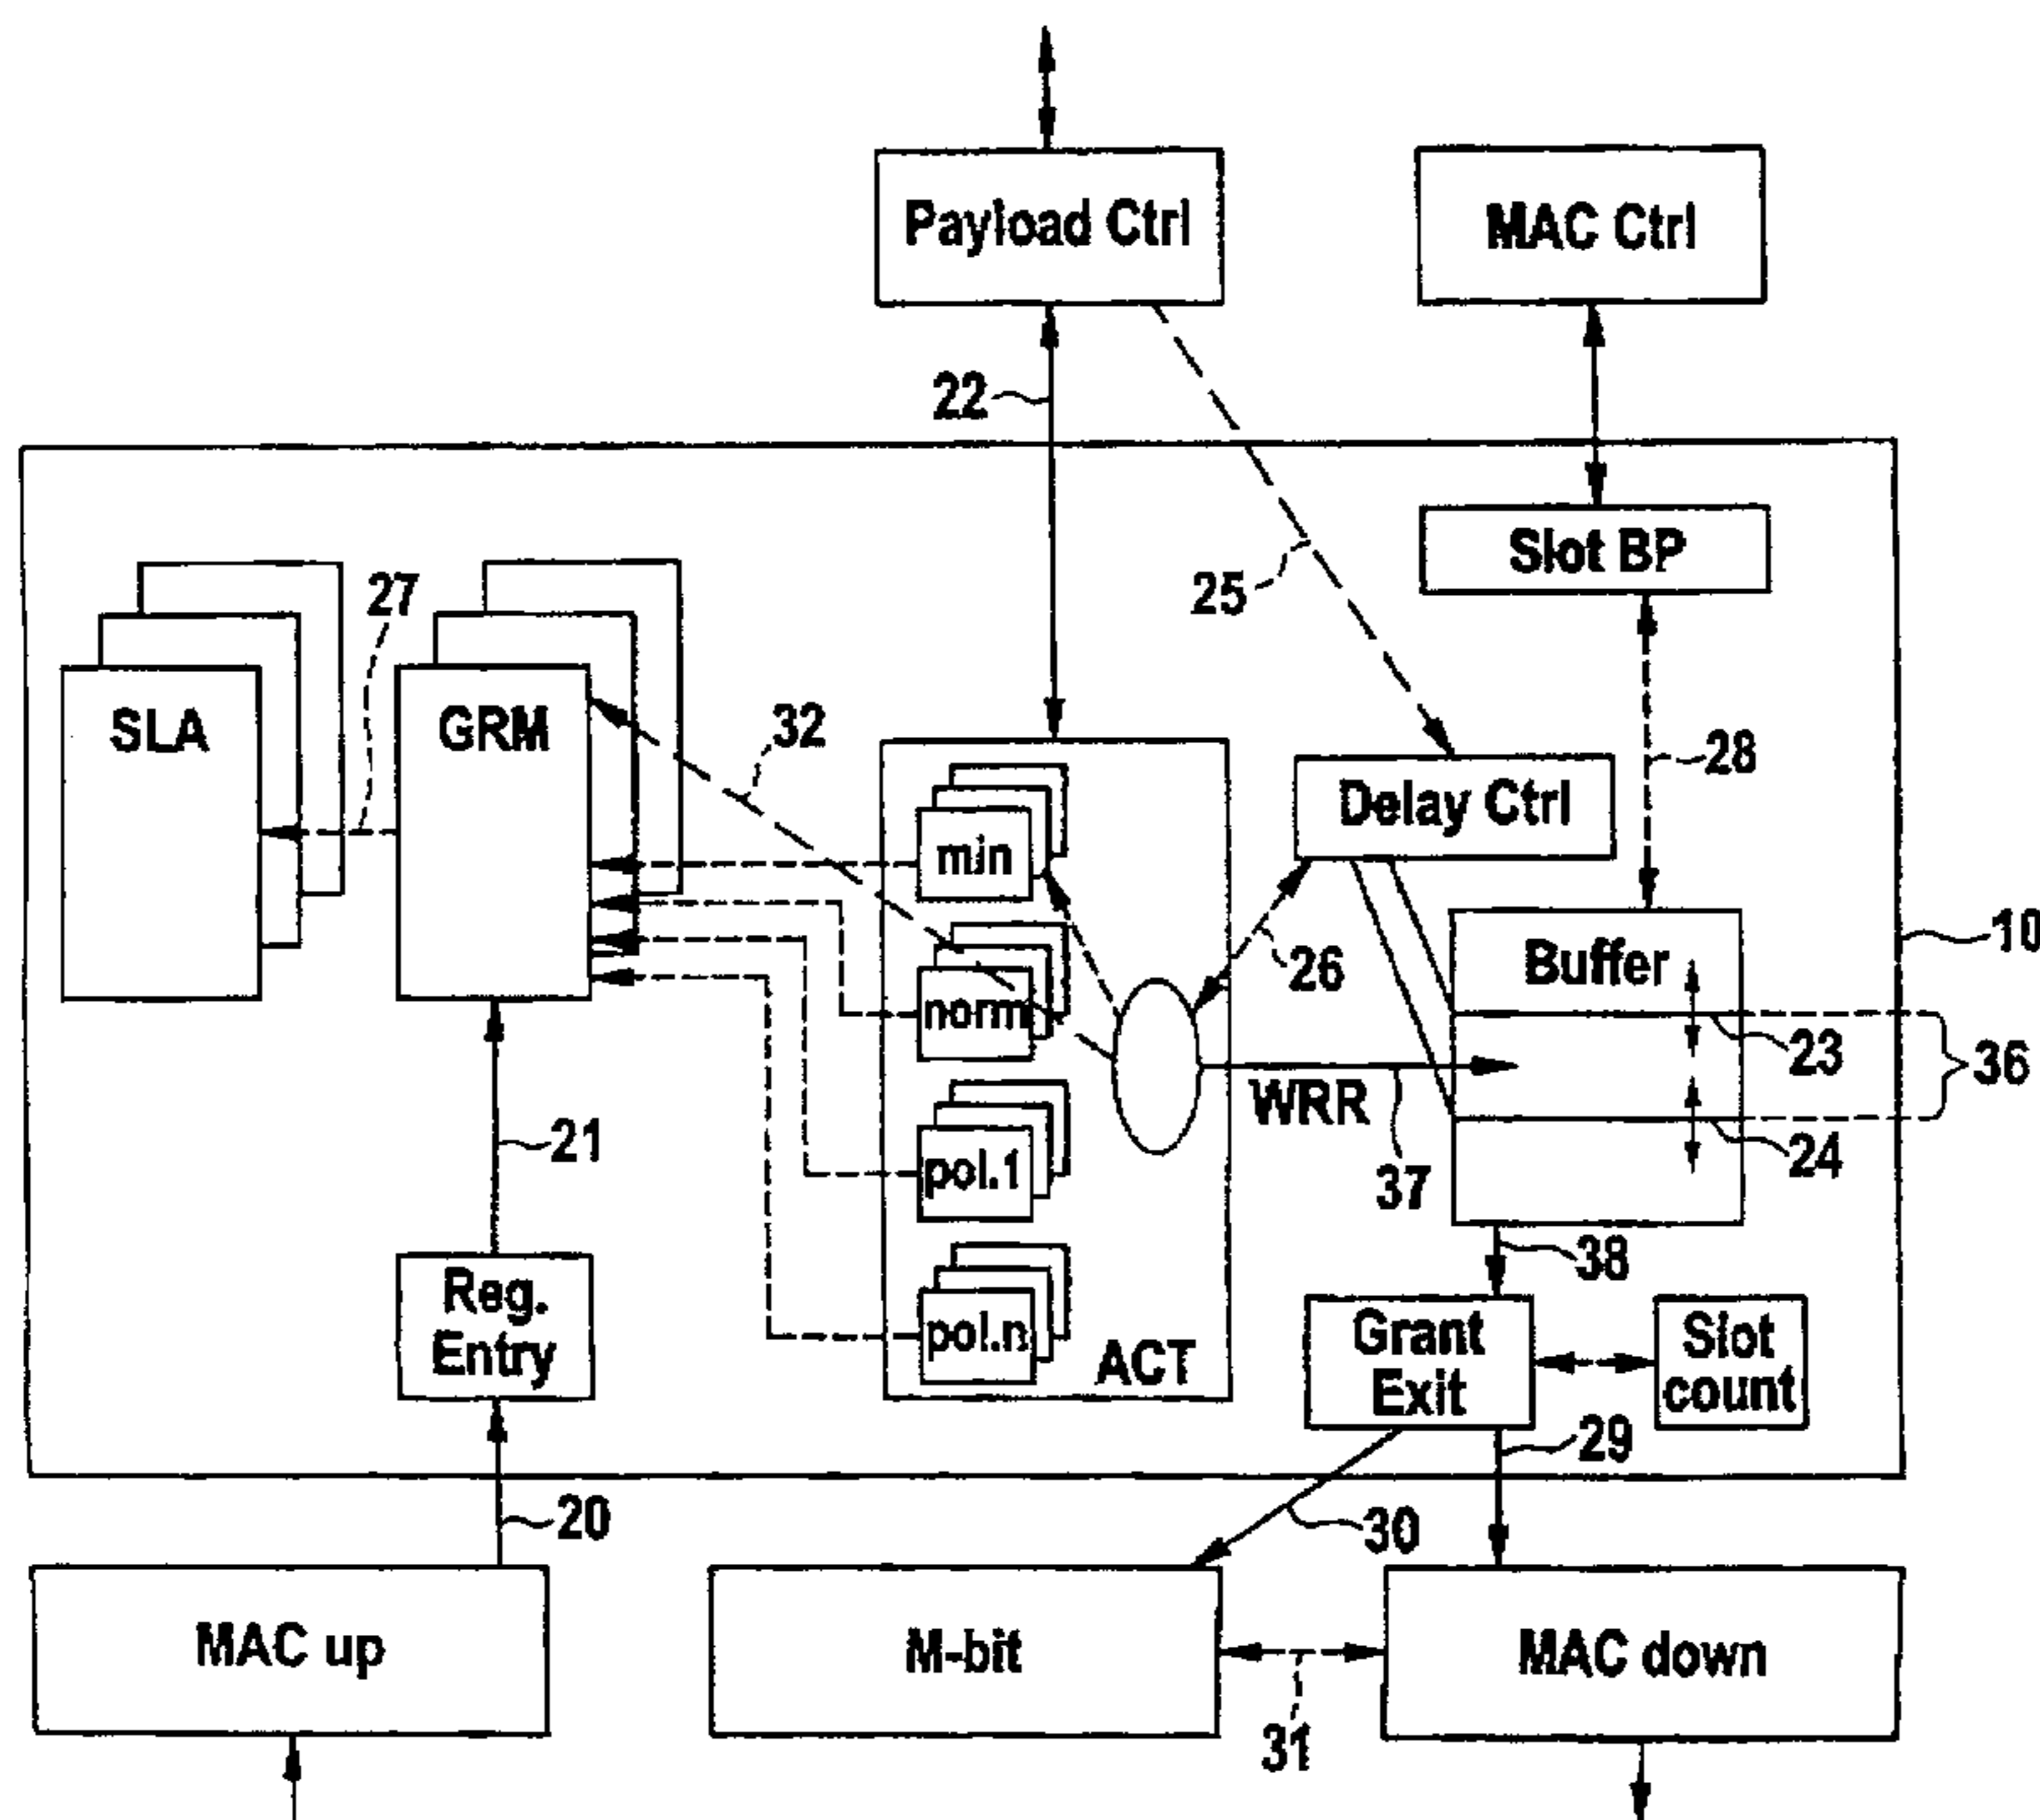 Payload Ctrl
MAC Ctrl
22
25
Slot BP
27
SLA
GRM
32
28
Delay Ctrl
min
Buffer
10
26
norm
23
36
WRR
21
pol.1
24
37
38
Reg.
Entry
pol.n
ACT
Grant
Exit
Slot
count
29
20
30
MAC up
M-bit
MAC down
31